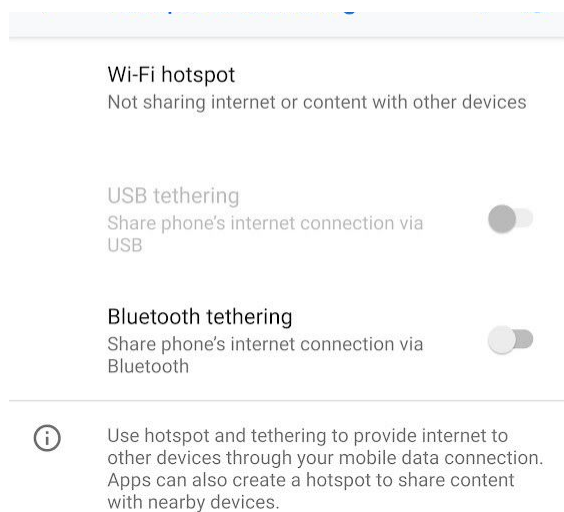 Wi-Fi hotspot
Not sharing internet or content with other devices
USB tethering
Share phone's internet connection via
USB
Bluetooth tethering
Share phone's internet connection via
Bluetooth
Use hotspot and tethering to provide internet to
other devices through your mobile data connection.
Apps can also create a hotspot to share content
with nearby devices.